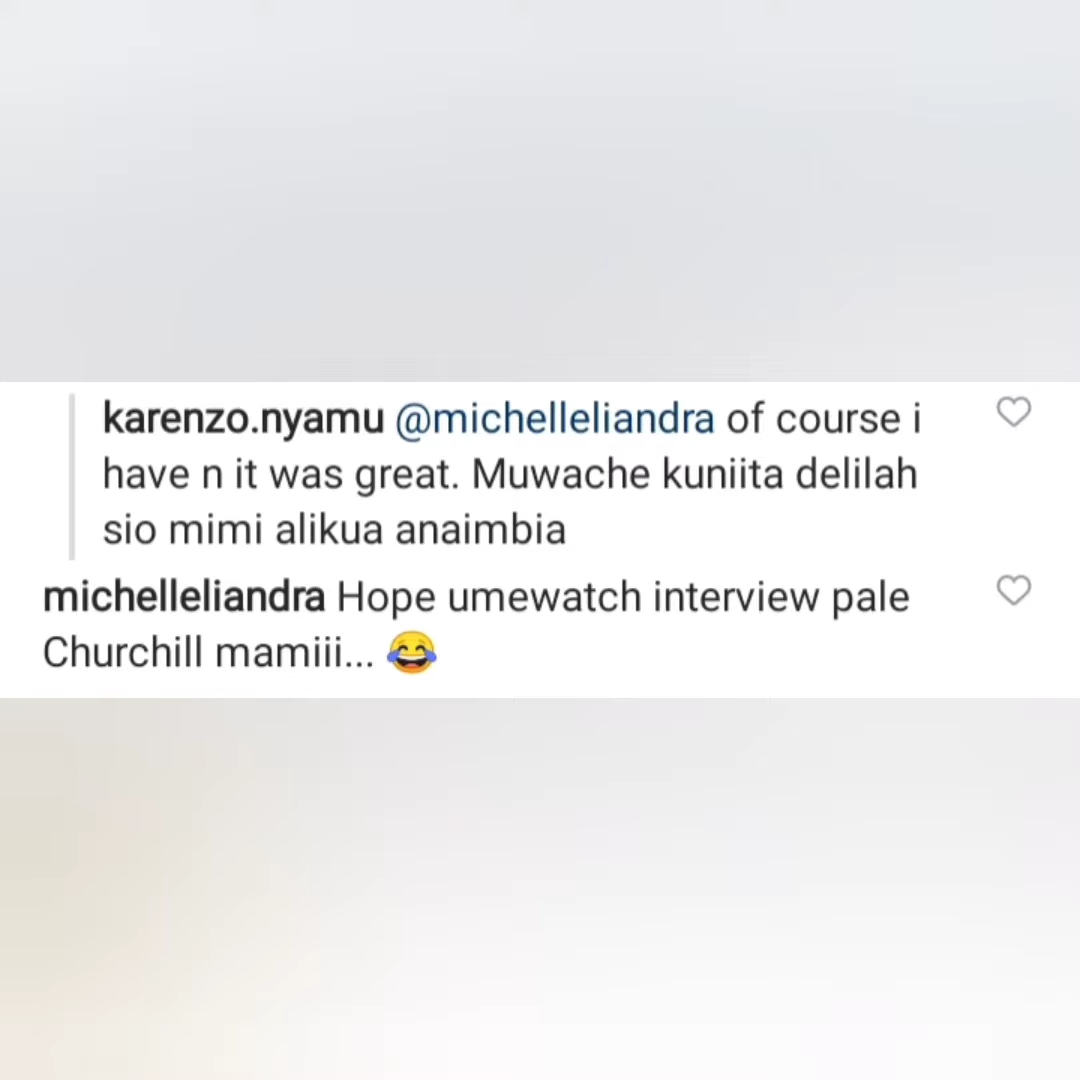 karenzo.nyamu @michelleliandra of course i
have n it was great. Muwache kuniita delilah
sio mimi alikua anaimbia
michelleliandra Hope umewatch interview pale
Churchill mamiii... 😂